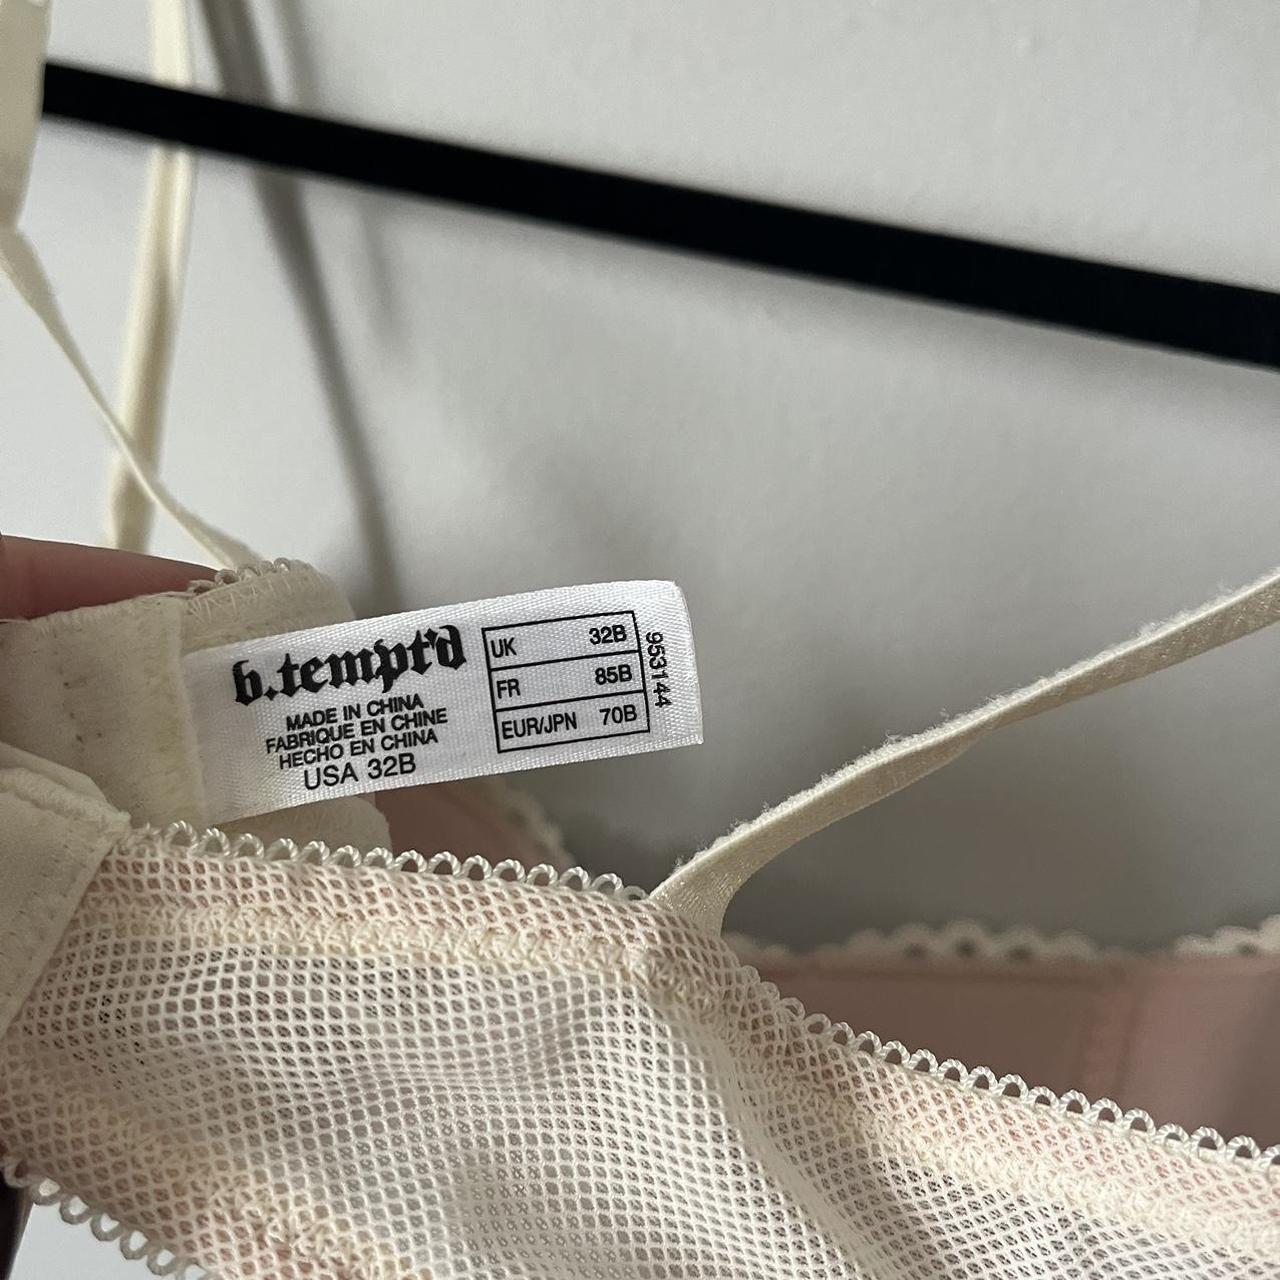 b.tempt'd
MADE IN CHINA
FABRIQUE EN CHINE
HECHO EN CHINA
USA 32B
UK 32B
FR 85B
EUR/JPN 70B
953144